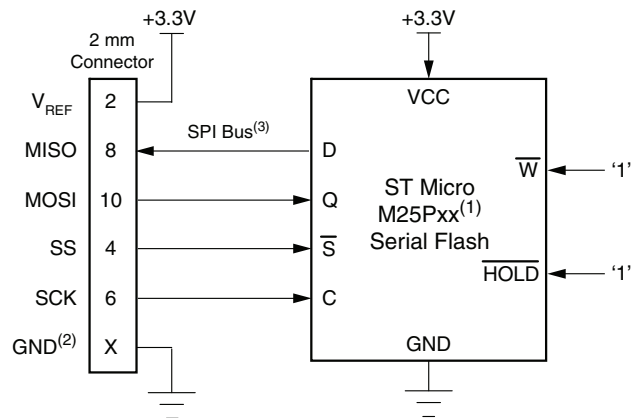 +3.3V
+3.3V
2 mm
Connector
VREF
2
VCC
MISO
8
SPI Bus(3)
D
W
'1'
MOSI
10
Q
ST Micro
M25Pxx(1)
Serial Flash
SS
4
S
HOLD
'1'
SCK
6
C
GND(2)
X
GND